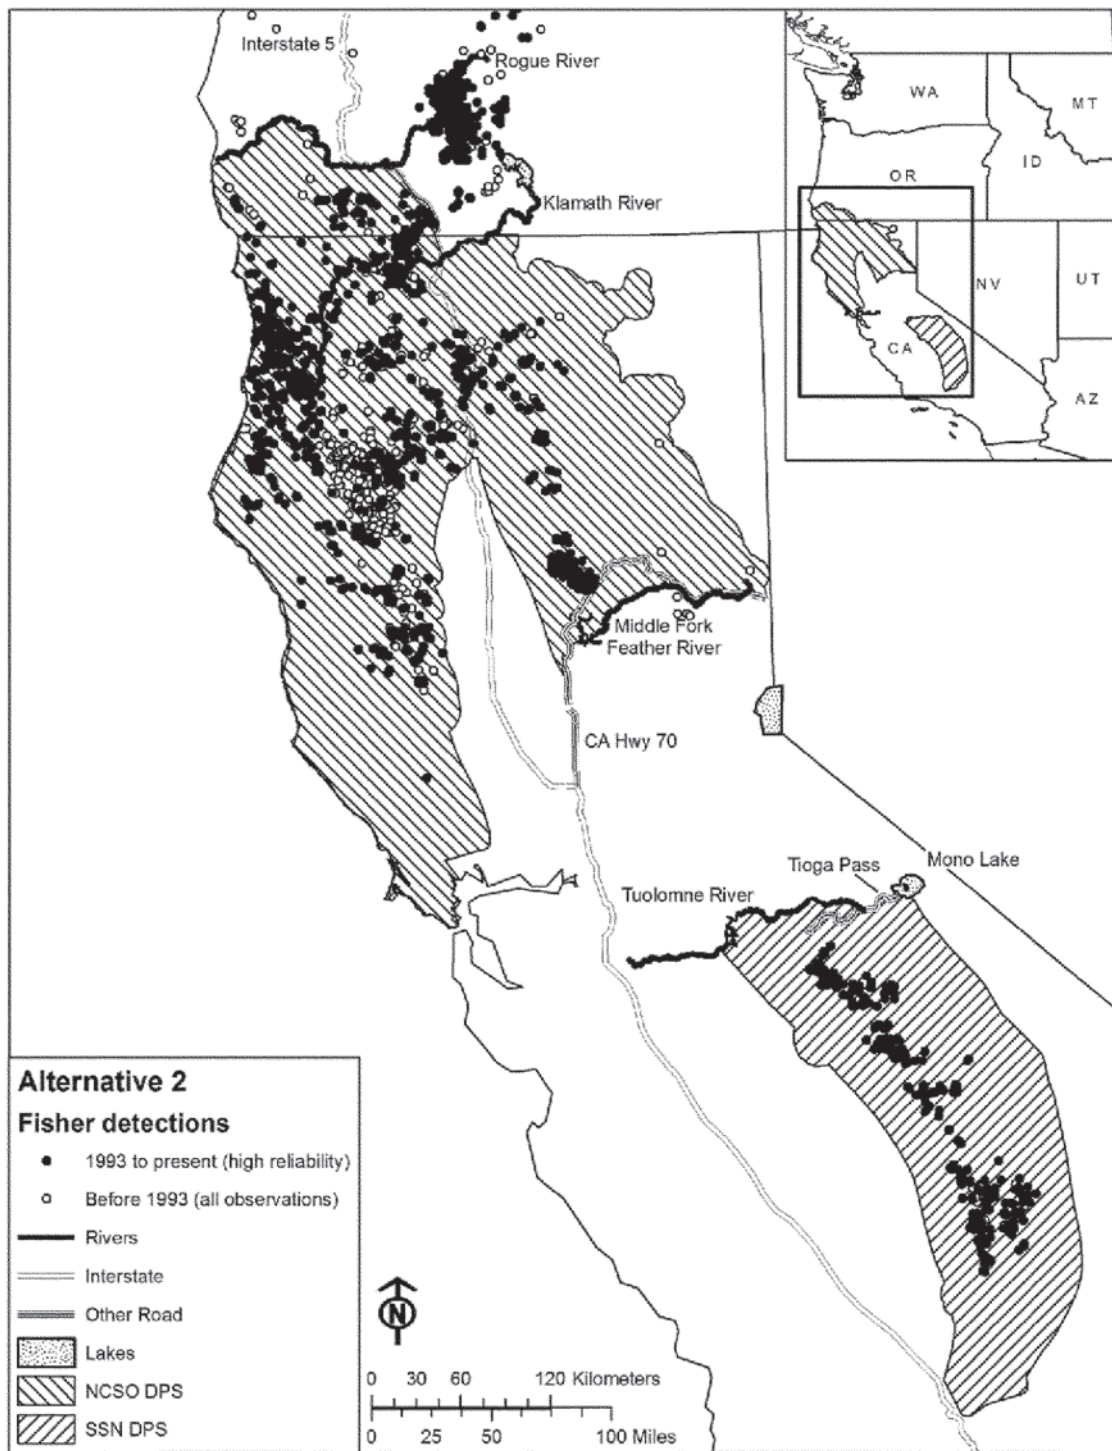 Interstate 5
Rogue River
Klamath River
WA
MT
OR
ID
NV
UT
CA
AZ
Middle Fork
Feather River
CA Hwy 70
Tioga Pass
Mono Lake
Tuolomne River
Alternative 2
Fisher detections
1993 to present (high reliability)
Before 1993 (all observations)
Rivers
Interstate
Other Road
Lakes
NCSO DPS
SSN DPS
N
0 30 60 120 Kilometers
0 25 50 100 Miles